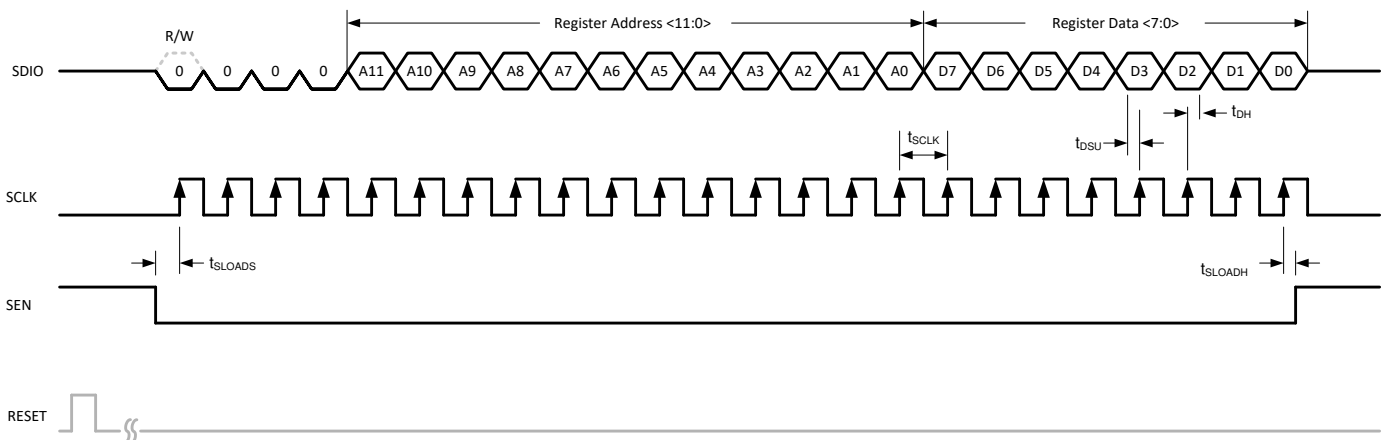 Register Address <11:0>
Register Data <7:0>
R/W
SDIO
0 0 0 0 A11 A10 A9 A8 A7 A6 A5 A4 A3 A2 A1 A0 D7 D6 D5 D4 D3 D2 D1 D0
tDH
tSCLK
tDSU
SCLK
tSLOADS
tSLOADH
SEN
RESET